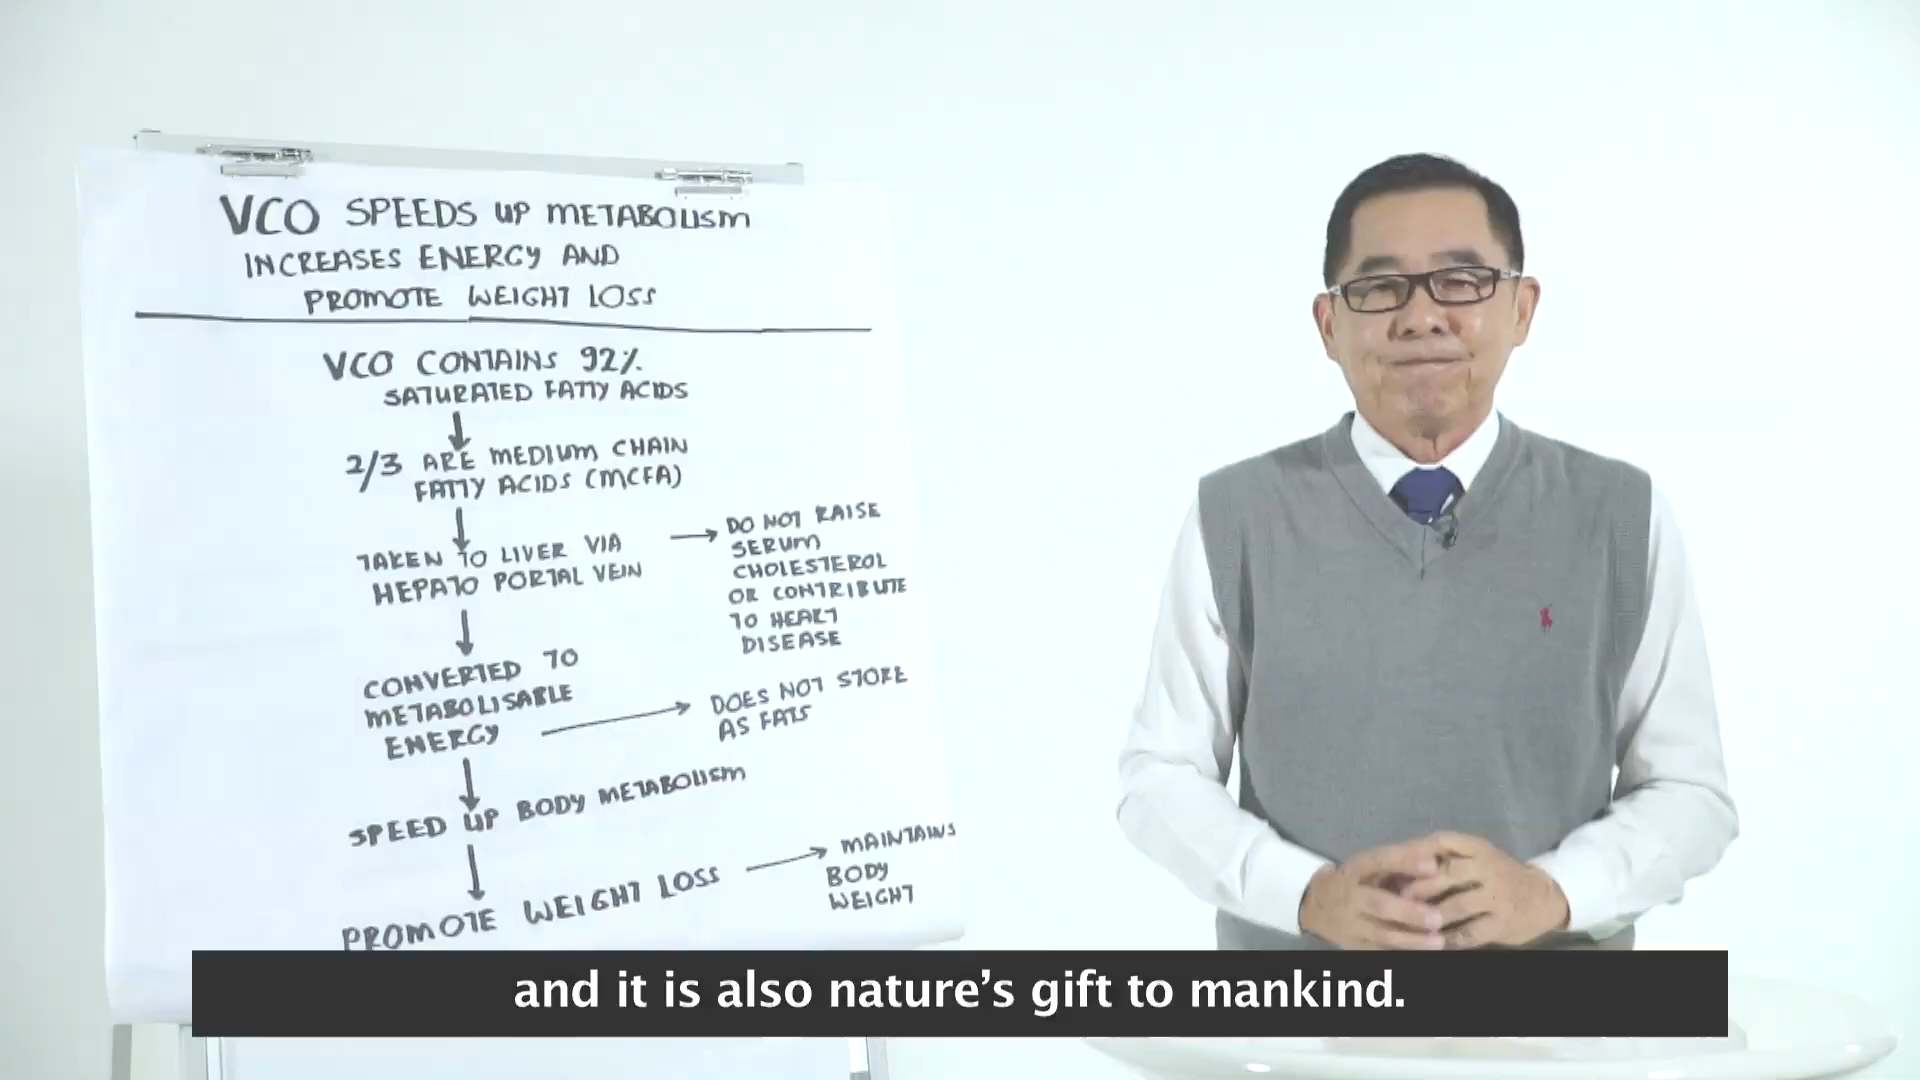 VCO SPEEDS UP METABOLISM
INCREASES ENERGY AND
PROMOTE WEIGHT LOSS
VCO CONTAINS 92%
SATURATED FATTY ACIDS
2/3 ARE MEDIUM CHAIN
FATTY ACIDS (MCFA)
TAKEN TO LIVER VIA
HEPATO PORTAL VEIN
DO NOT RAISE
SERUM
CHOLESTEROL
OR CONTRIBUTE
TO HEART
DISEASE
CONVERTED TO
METABOLISABLE
ENERGY
DOES NOT STORE
AS FATS
SPEED UP BODY METABOLISM
PROMOTE WEIGHT LOSS
MAINTAINS
BODY
WEIGHT
and it is also nature’s gift to mankind.